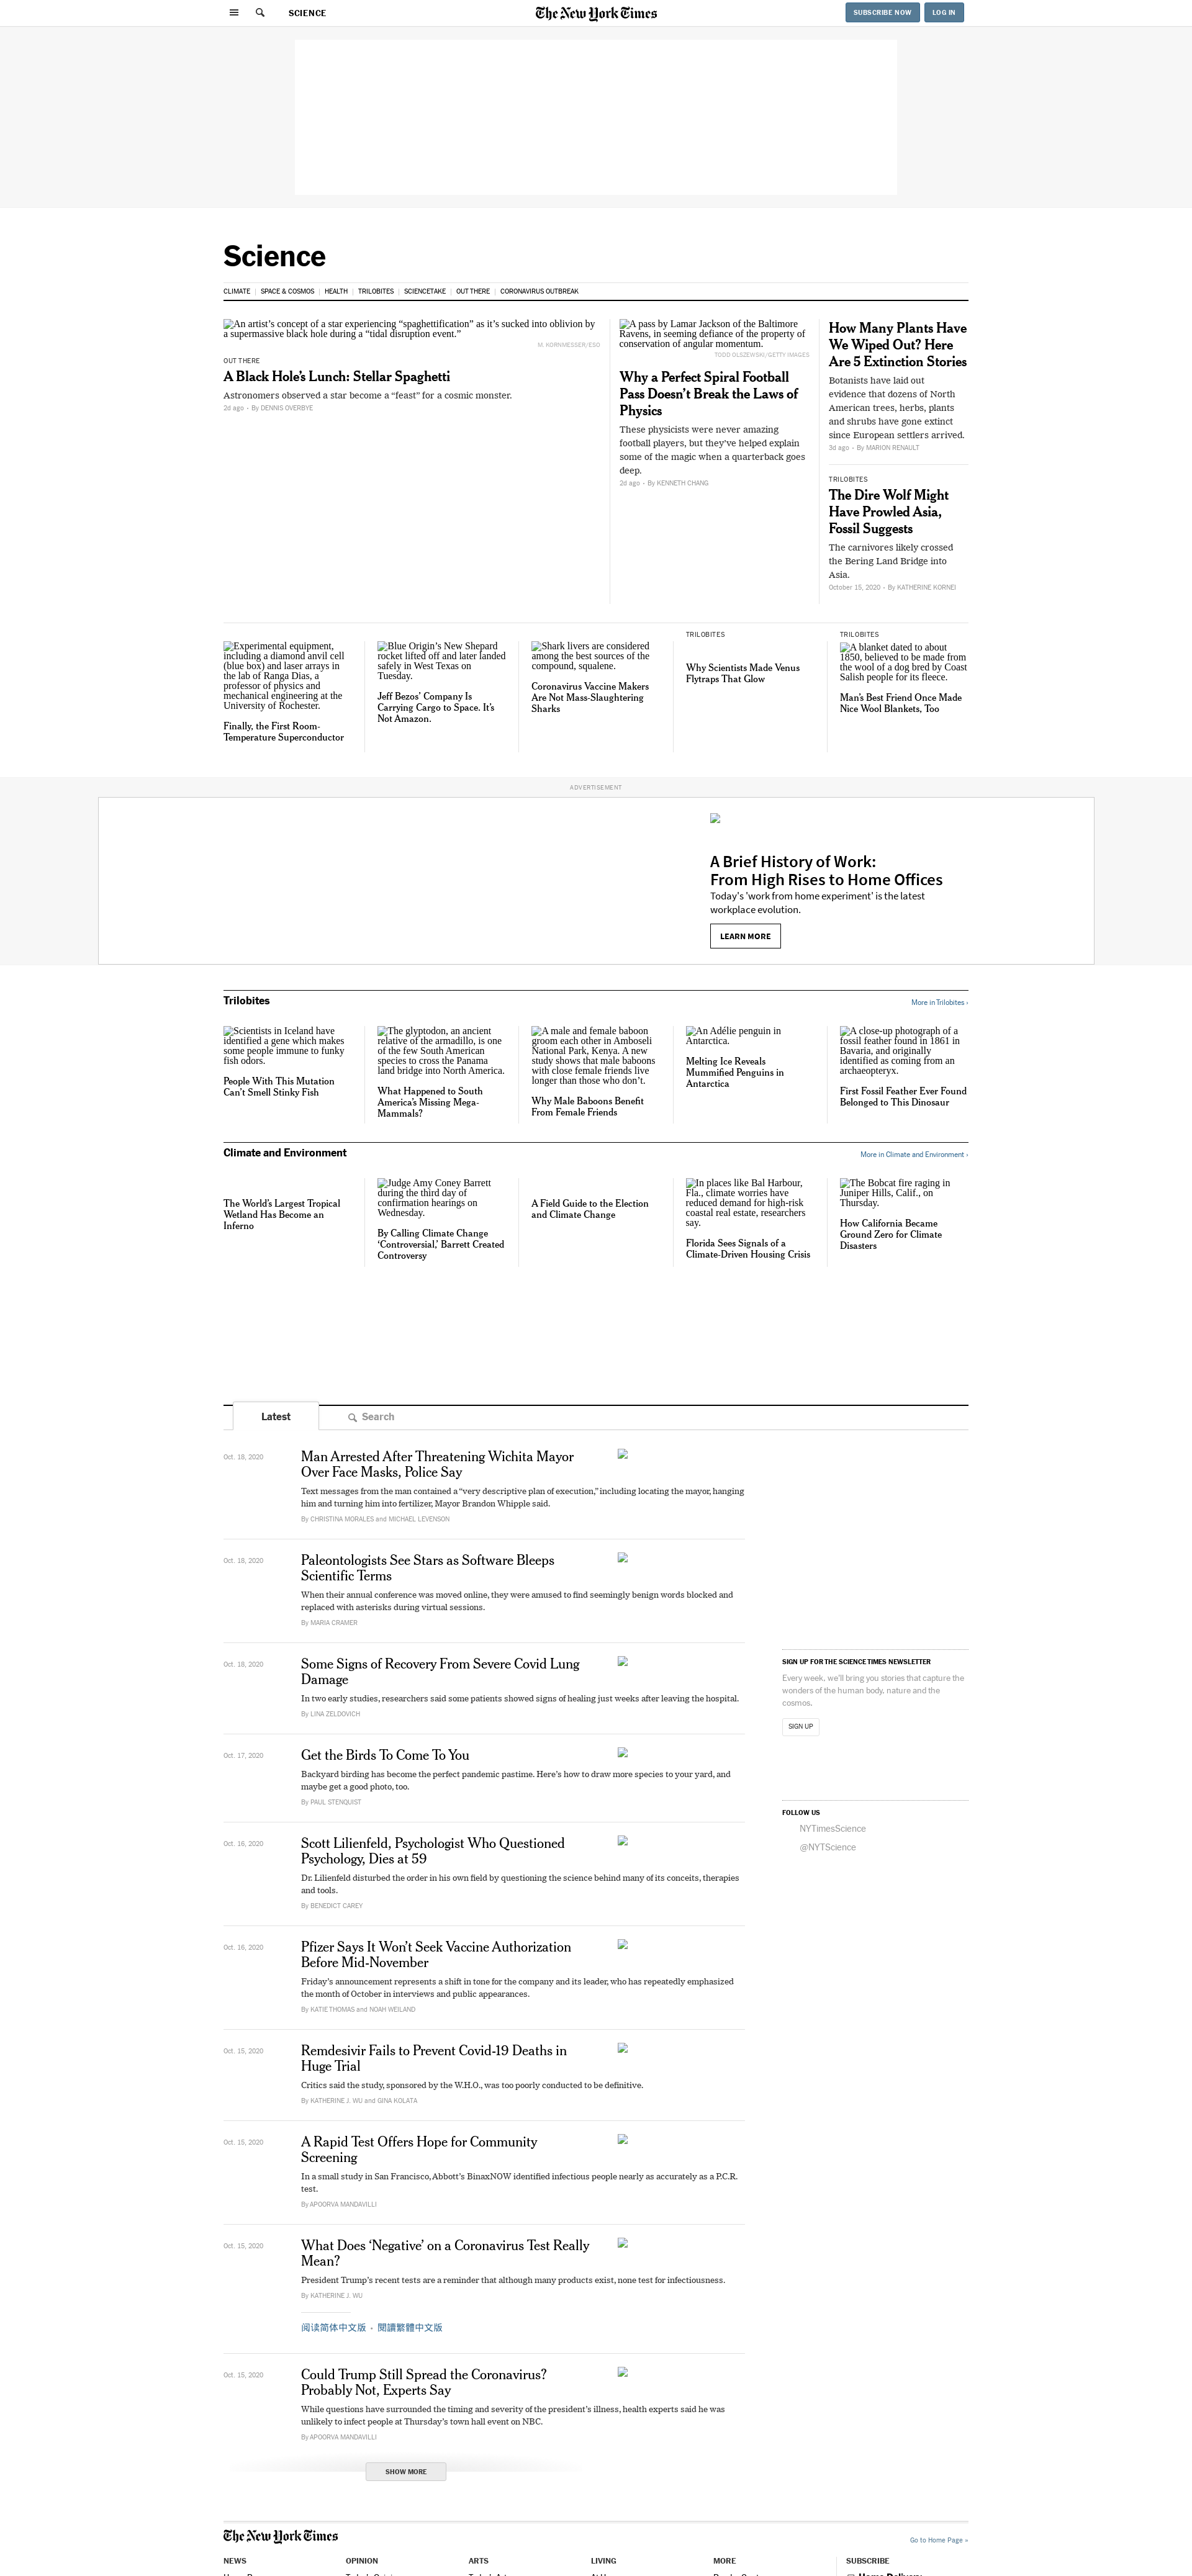 SCIENCE
The New York Times
SUBSCRIBE NOW
LOG IN
Science
CLIMATE | SPACE & COSMOS | HEALTH | TRILOBITES | SCIENCETAKE | OUT THERE | CORONAVIRUS OUTBREAK
An artist's concept of a star experiencing “spaghettification” as it’s sucked into oblivion by
a supermassive black hole during a “tidal disruption event.”
M. KORNMESSER/ESO
OUT THERE
A Black Hole’s Lunch: Stellar Spaghetti
Astronomers observed a star become a “feast” for a cosmic monster.
2d ago - By DENNIS OVERBYE
A pass by Lamar Jackson of the Baltimore
Ravens, in seeming defiance of the property of
conservation of angular momentum.
TODD OLSZEWSKI/GETTY IMAGES
Why a Perfect Spiral Football
Pass Doesn’t Break the Laws of
Physics
These physicists were never amazing
football players, but they’ve helped explain
some of the magic when a quarterback goes
deep.
2d ago - By KENNETH CHANG
How Many Plants Have
We Wiped Out? Here
Are 5 Extinction Stories
Botanists have laid out
evidence that dozens of North
American trees, herbs, plants
and shrubs have gone extinct
since European settlers arrived.
3d ago - By MARION RENAULT
TRILOBITES
The Dire Wolf Might
Have Prowled Asia,
Fossil Suggests
The carnivores likely crossed
the Bering Land Bridge into
Asia.
October 15, 2020 - By KATHERINE KORNEI
Experimental equipment,
including a diamond anvil cell
(blue box) and laser arrays in
the lab of Ranga Dias, a
professor of physics and
mechanical engineering at the
University of Rochester.
Finally, the First Room-
Temperature Superconductor
Blue Origin’s New Shepard
rocket lifted off and later landed
safely in West Texas on
Tuesday.
Jeff Bezos’ Company Is
Carrying Cargo to Space. It’s
Not Amazon.
Shark livers are considered
among the best sources of the
compound, squalene.
Coronavirus Vaccine Makers
Are Not Mass-Slaughtering
Sharks
TRILOBITES
Why Scientists Made Venus
Flytraps That Glow
TRILOBITES
A blanket dated to about
1850, believed to be made from
the wool of a dog bred by Coast
Salish people for its fleece.
Man’s Best Friend Once Made
Nice Wool Blankets, Too
ADVERTISEMENT
A Brief History of Work:
From High Rises to Home Offices
Today's 'work from home experiment' is the latest
workplace evolution.
LEARN MORE
Trilobites
More in Trilobites ›
Scientists in Iceland have
identified a gene which makes
some people immune to funky
fish odors.
People With This Mutation
Can’t Smell Stinky Fish
The glyptodon, an ancient
relative of the armadillo, is one
of the few South American
species to cross the Panama
land bridge into North America.
What Happened to South
America’s Missing Mega-
Mammals?
A male and female baboon
groom each other in Amboseli
National Park, Kenya. A new
study shows that male baboons
with close female friends live
longer than those who don’t.
Why Male Baboons Benefit
From Female Friends
An Adélie penguin in
Antarctica.
Melting Ice Reveals
Mummified Penguins in
Antarctica
A close-up photograph of a
fossil feather found in 1861 in
Bavaria, and originally
identified as coming from an
archaeopteryx.
First Fossil Feather Ever Found
Belonged to This Dinosaur
Climate and Environment
More in Climate and Environment ›
The World’s Largest Tropical
Wetland Has Become an
Inferno
Judge Amy Coney Barrett
during the third day of
confirmation hearings on
Wednesday.
By Calling Climate Change
‘Controversial,’ Barrett Created
Controversy
A Field Guide to the Election
and Climate Change
In places like Bal Harbour,
Fla., climate worries have
reduced demand for high-risk
coastal real estate, researchers
say.
Florida Sees Signals of a
Climate-Driven Housing Crisis
The Bobcat fire raging in
Juniper Hills, Calif., on
Thursday.
How California Became
Ground Zero for Climate
Disasters
Latest
Search
Oct. 18, 2020
Man Arrested After Threatening Wichita Mayor
Over Face Masks, Police Say
Text messages from the man contained a “very descriptive plan of execution,” including locating the mayor, hanging
him and turning him into fertilizer, Mayor Brandon Whipple said.
By CHRISTINA MORALES and MICHAEL LEVENSON
Oct. 18, 2020
Paleontologists See Stars as Software Bleeps
Scientific Terms
When their annual conference was moved online, they were amused to find seemingly benign words blocked and
replaced with asterisks during virtual sessions.
By MARIA CRAMER
Oct. 18, 2020
Some Signs of Recovery From Severe Covid Lung
Damage
In two early studies, researchers said some patients showed signs of healing just weeks after leaving the hospital.
By LINA ZELDOVICH
Oct. 17, 2020
Get the Birds To Come To You
Backyard birding has become the perfect pandemic pastime. Here’s how to draw more species to your yard, and
maybe get a good photo, too.
By PAUL STENQUIST
Oct. 16, 2020
Scott Lilienfeld, Psychologist Who Questioned
Psychology, Dies at 59
Dr. Lilienfeld disturbed the order in his own field by questioning the science behind many of its conceits, therapies
and tools.
By BENEDICT CAREY
Oct. 16, 2020
Pfizer Says It Won’t Seek Vaccine Authorization
Before Mid-November
Friday’s announcement represents a shift in tone for the company and its leader, who has repeatedly emphasized
the month of October in interviews and public appearances.
By KATIE THOMAS and NOAH WEILAND
Oct. 15, 2020
Remdesivir Fails to Prevent Covid-19 Deaths in
Huge Trial
Critics said the study, sponsored by the W.H.O., was too poorly conducted to be definitive.
By KATHERINE J. WU and GINA KOLATA
Oct. 15, 2020
A Rapid Test Offers Hope for Community
Screening
In a small study in San Francisco, Abbott’s BinaxNOW identified infectious people nearly as accurately as a P.C.R.
test.
By APOORVA MANDAVILLI
Oct. 15, 2020
What Does ‘Negative’ on a Coronavirus Test Really
Mean?
President Trump’s recent tests are a reminder that although many products exist, none test for infectiousness.
By KATHERINE J. WU
阅读简体中文版 - 閱讀繁體中文版
Oct. 15, 2020
Could Trump Still Spread the Coronavirus?
Probably Not, Experts Say
While questions have surrounded the timing and severity of the president’s illness, health experts said he was
unlikely to infect people at Thursday’s town hall event on NBC.
By APOORVA MANDAVILLI
SHOW MORE
SIGN UP FOR THE SCIENCE TIMES NEWSLETTER
Every week, we'll bring you stories that capture the
wonders of the human body, nature and the
cosmos.
SIGN UP
FOLLOW US
NYTimesScience
@NYTScience
The New York Times
Go to Home Page »
NEWS
OPINION
ARTS
LIVING
MORE
SUBSCRIBE